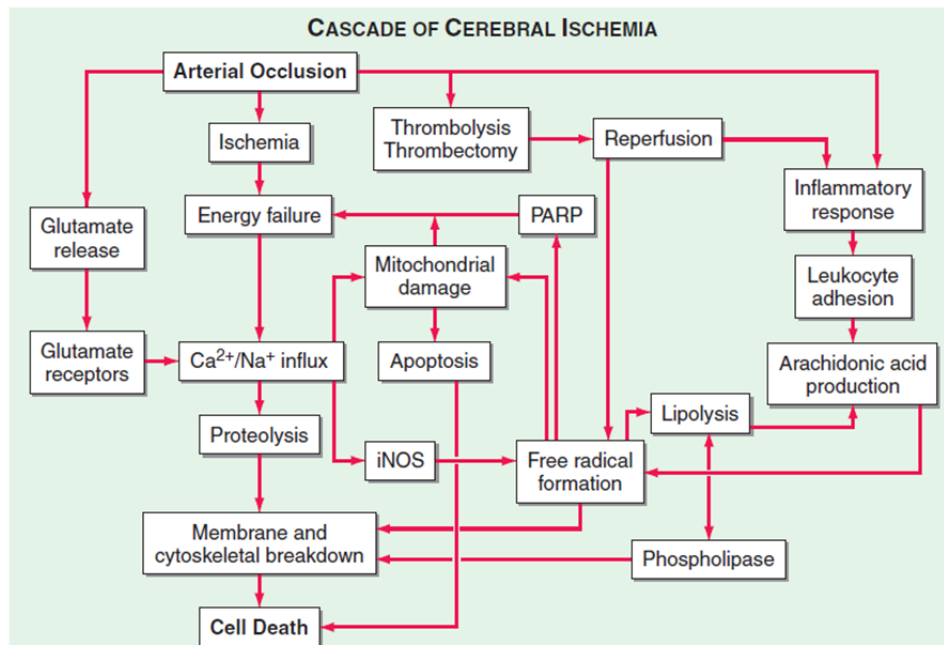 CASCADE OF CEREBRAL ISCHEMIA
Arterial Occlusion
Ischemia
Thrombolysis
Thrombectomy
Reperfusion
Inflammatory
response
Energy failure
PARP
Glutamate
release
Mitochondrial
damage
Leukocyte
adhesion
Glutamate
receptors
Ca²⁺/Na⁺ influx
Apoptosis
Arachidonic acid
production
Lipolysis
Proteolysis
iNOS
Free radical
formation
Membrane and
cytoskeletal breakdown
Phospholipase
Cell Death